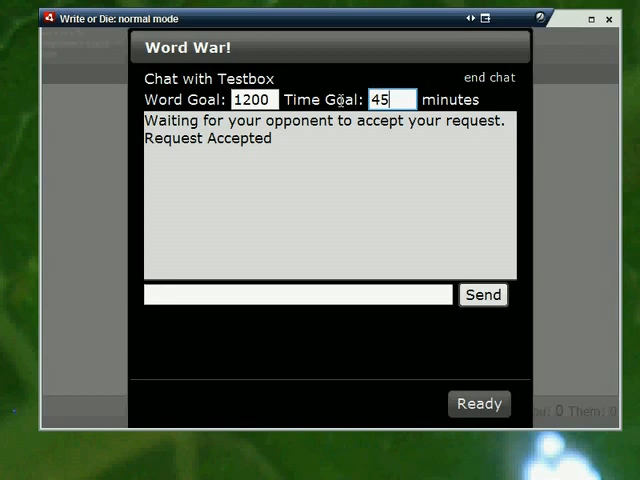 Write or Die: normal mode
Word War!
Chat with Testbox
end chat
Word Goal: 1200 Time Goal: 45 minutes
Waiting for your opponent to accept your request.
Request Accepted
Send
Ready
You: 0 Them: 0